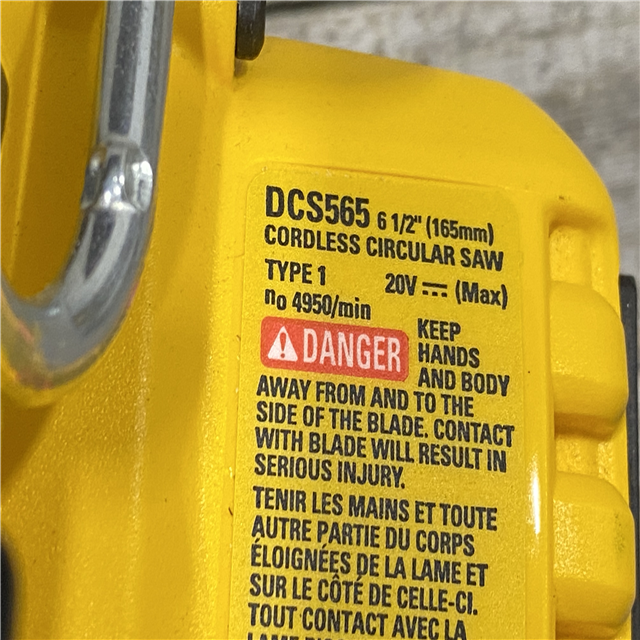 DCS565 6 1/2" (165mm)
CORDLESS CIRCULAR SAW
TYPE 1 20V ⎓ (Max)
no 4950/min
⚠ DANGER KEEP
HANDS
AND BODY
AWAY FROM AND TO THE
SIDE OF THE BLADE. CONTACT
WITH BLADE WILL RESULT IN
SERIOUS INJURY.
TENIR LES MAINS ET TOUTE
AUTRE PARTIE DU CORPS
ÉLOIGNÉES DE LA LAME ET
SUR LE CÔTÉ DE CELLE-CI.
TOUT CONTACT AVEC LA